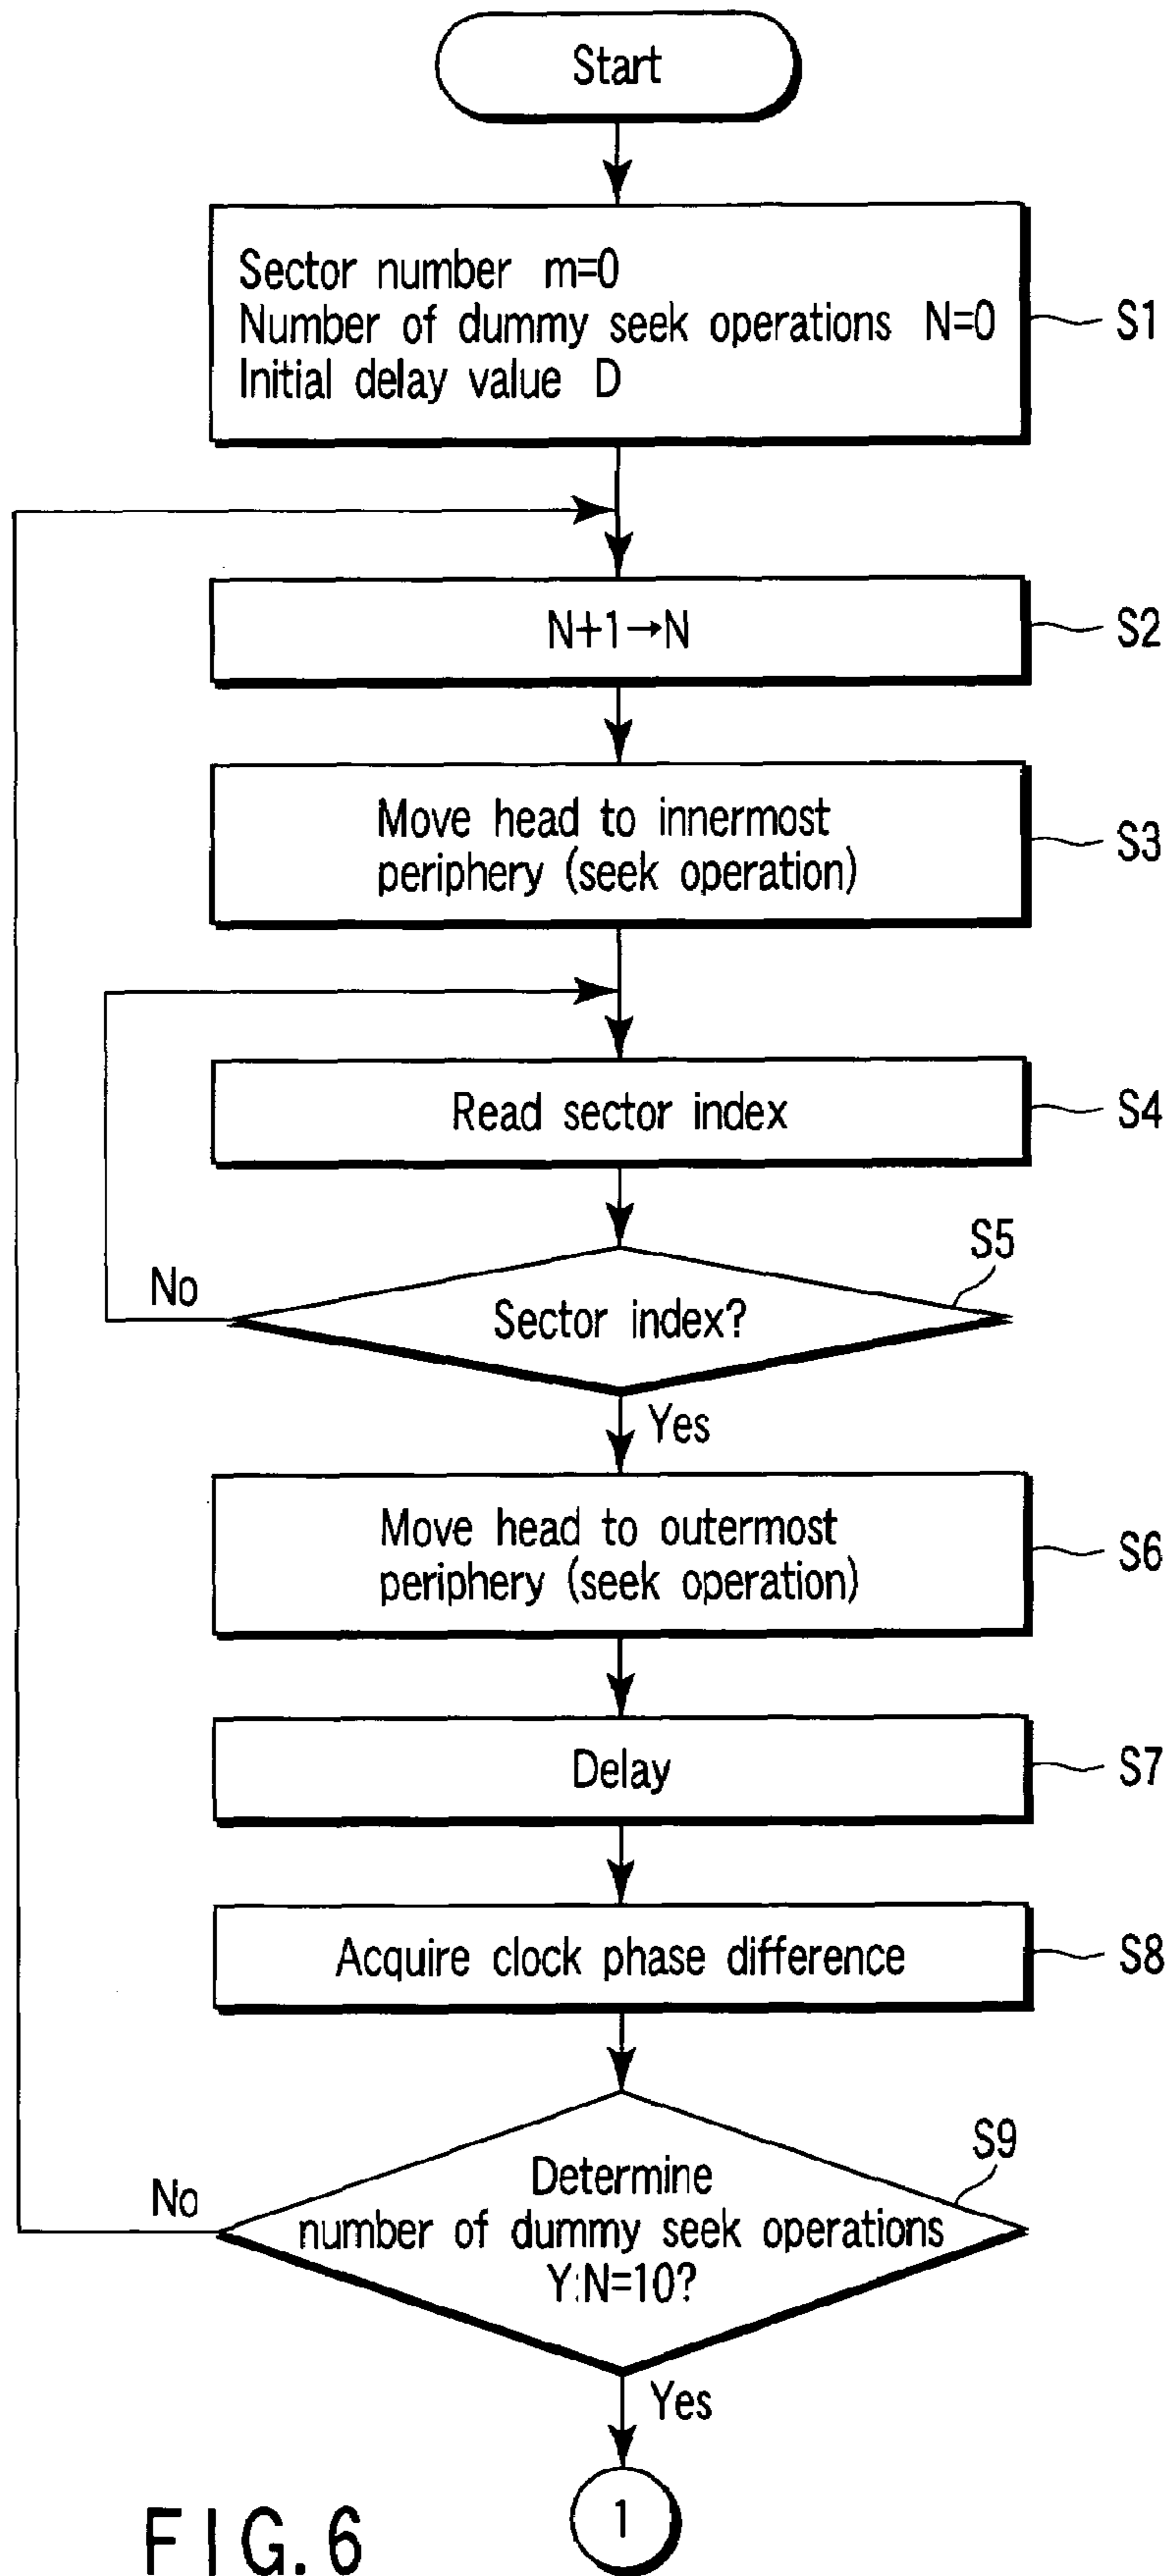 Start
Sector number m=0
Number of dummy seek operations N=0
Initial delay value D
S1
N+1→N
S2
Move head to innermost
periphery (seek operation)
S3
Read sector index
S4
S5
No
Sector index?
Yes
Move head to outermost
periphery (seek operation)
S6
Delay
S7
Acquire clock phase difference
S8
S9
No
Determine
number of dummy seek operations
Y:N=10?
Yes
1
FIG. 6